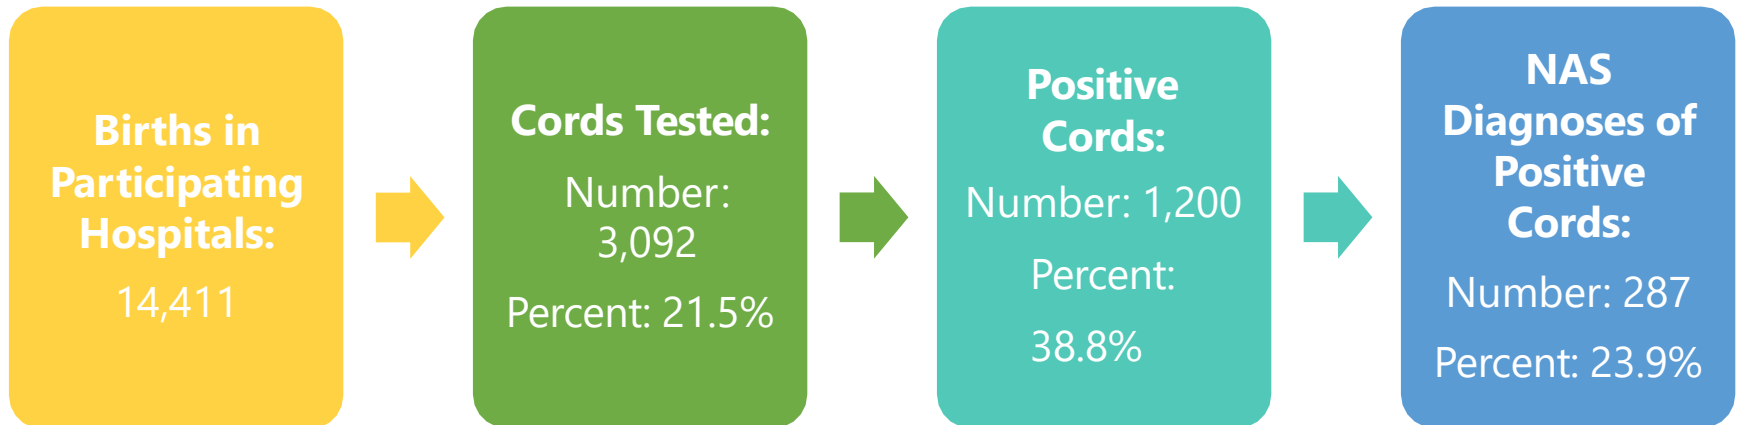 Births in
Participating
Hospitals:
14,411
Cords Tested:
Number:
3,092
Percent: 21.5%
Positive
Cords:
Number: 1,200
Percent:
38.8%
NAS
Diagnoses of
Positive
Cords:
Number: 287
Percent: 23.9%